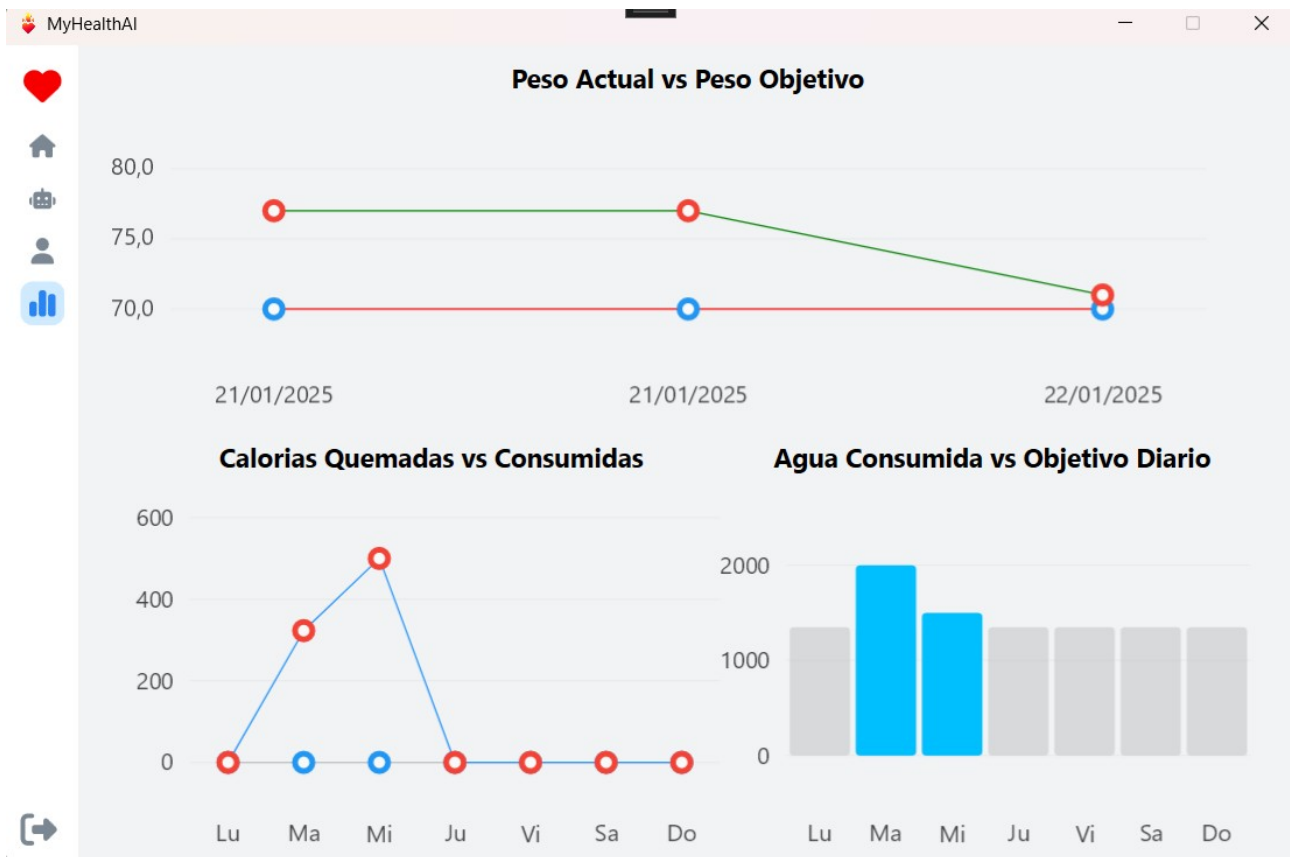 MyHealthAI
Peso Actual vs Peso Objetivo
80,0
75,0
70,0
21/01/2025 21/01/2025 22/01/2025
Calorias Quemadas vs Consumidas
600
400
200
0
Lu Ma Mi Ju Vi Sa Do
Agua Consumida vs Objetivo Diario
2000
1000
0
Lu Ma Mi Ju Vi Sa Do